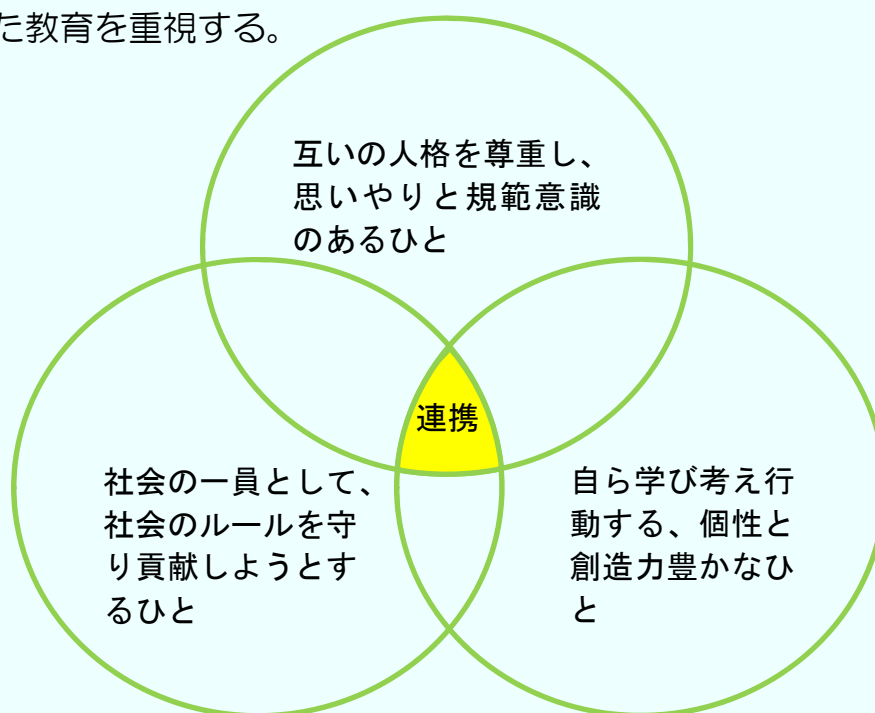 た教育を重視する。
互いの人格を尊重し、
思いやりと規範意識
のあるひと
連携
社会の一員として、
社会のルールを守
り貢献しようとす
るひと
自ら学び考え行
動する、個性と
創造力豊かなひ
と